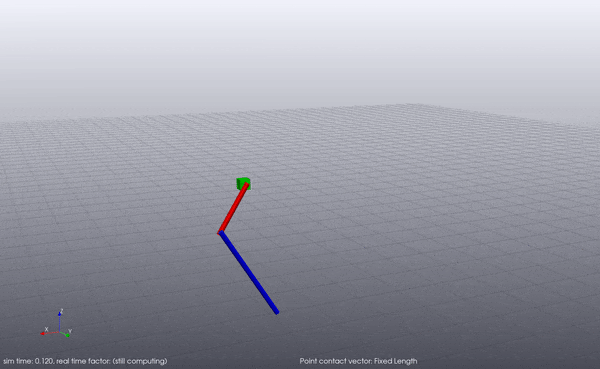 Z
X
Y
sim time: 0.120, real time factor: (still computing)
Point contact vector: Fixed Length